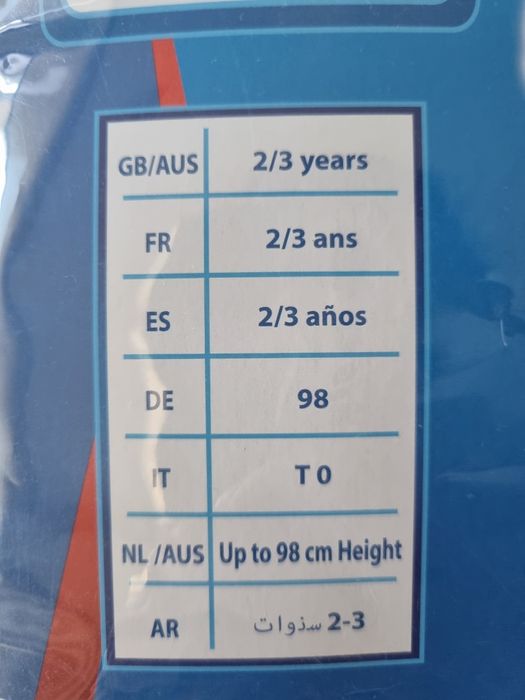 GB/AUS 2/3 years
FR 2/3 ans
ES 2/3 años
DE 98
IT T 0
NL /AUS Up to 98 cm Height
AR 2-3 سنوات